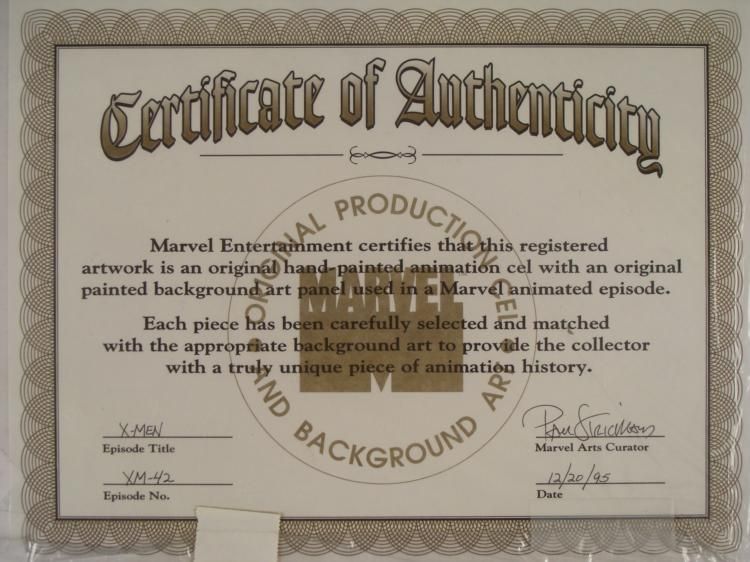 Certificate of Authenticity
ORIGINAL PRODUCTION CEL
Marvel Entertainment certifies that this registered
artwork is an original hand-painted animation cel with an original
painted background art panel used in a Marvel animated episode.
MARVEL
Each piece has been carefully selected and matched
with the appropriate background art to provide the collector
with a truly unique piece of animation history.
AND BACKGROUND ART
X-MEN
Episode Title
Marvel Arts Curator
XM-42
Episode No.
12/20/95
Date